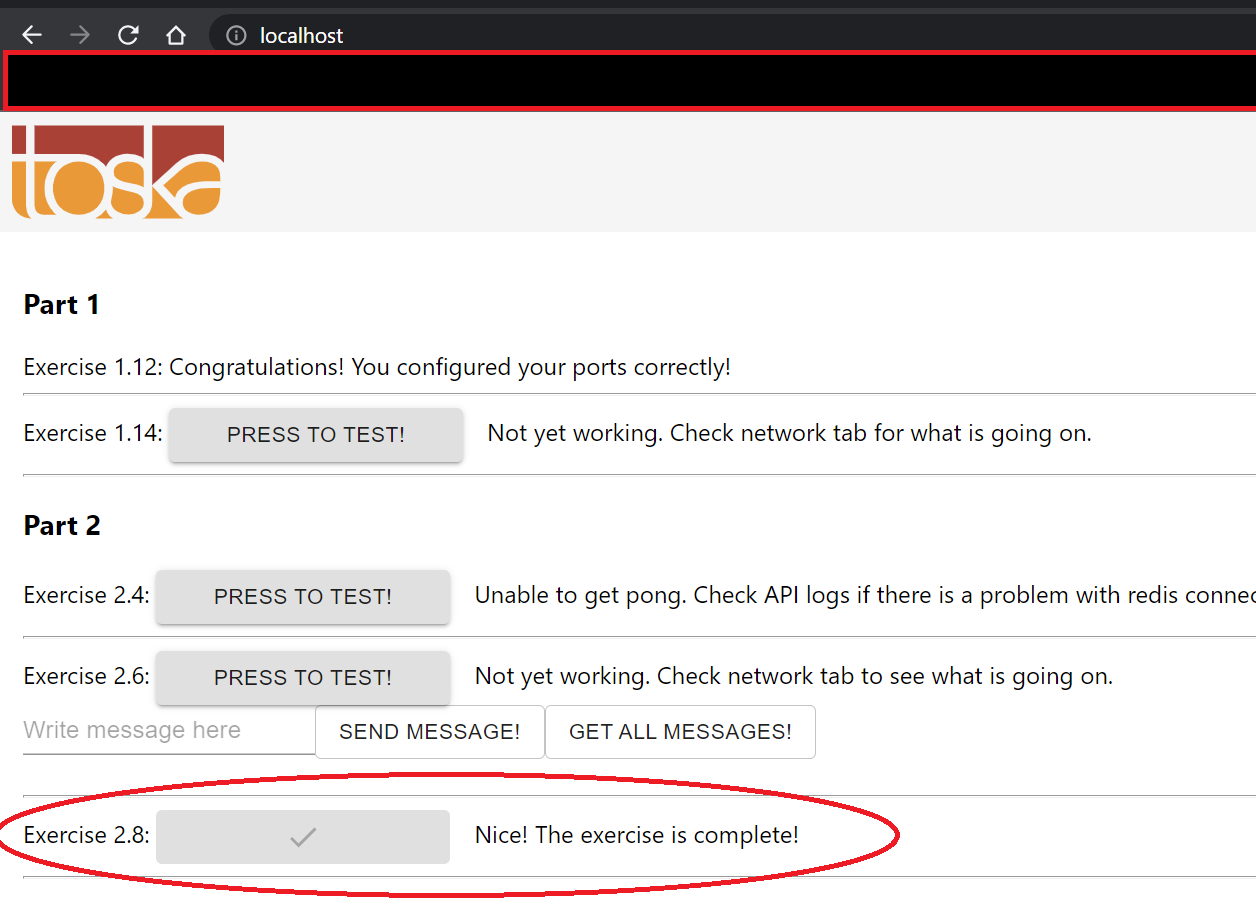 localhost
toska
Part 1
Exercise 1.12: Congratulations! You configured your ports correctly!
Exercise 1.14: PRESS TO TEST! Not yet working. Check network tab for what is going on.
Part 2
Exercise 2.4: PRESS TO TEST! Unable to get pong. Check API logs if there is a problem with redis connec
Exercise 2.6: PRESS TO TEST! Not yet working. Check network tab to see what is going on.
Write message here SEND MESSAGE! GET ALL MESSAGES!
Exercise 2.8: Nice! The exercise is complete!